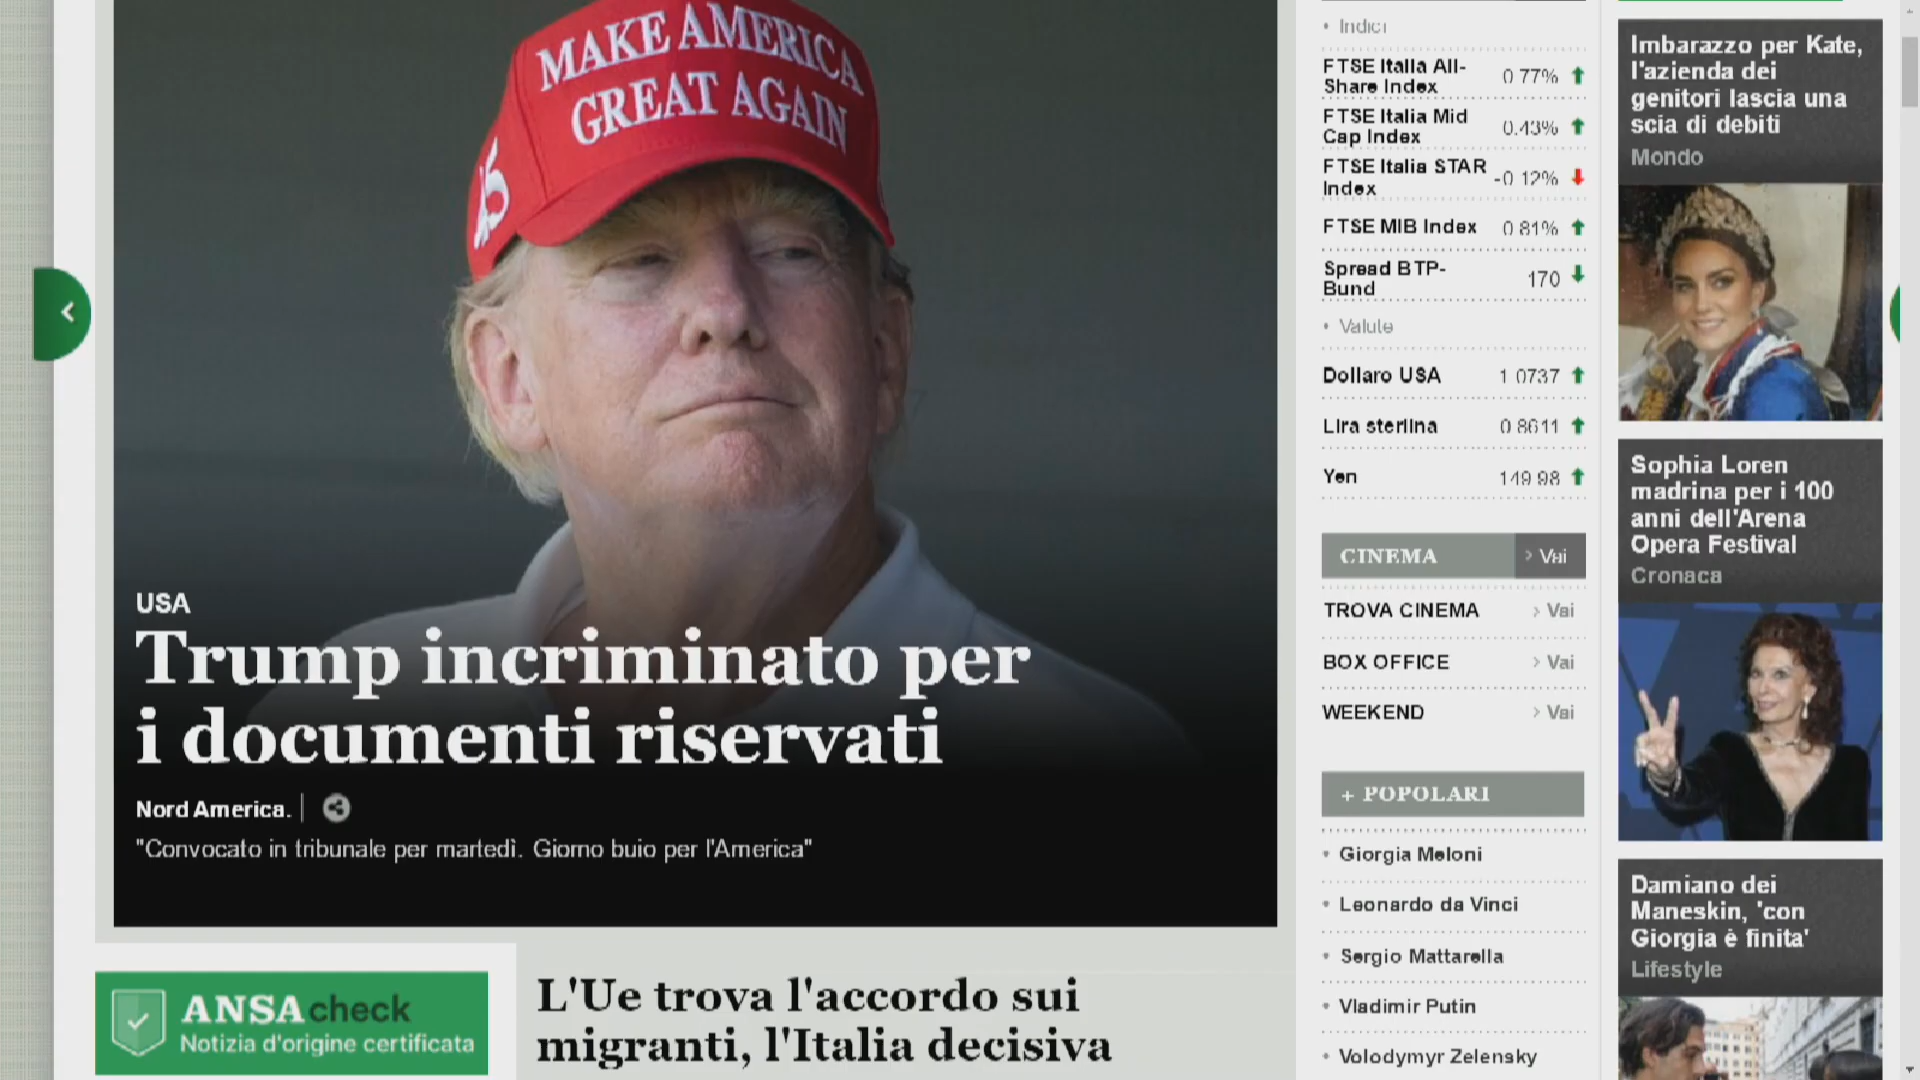 MAKE AMERICA
GREAT AGAIN
USA
Trump incriminato per
i documenti riservati
Nord America.
"Convocato in tribunale per martedì. Giorno buio per l'America"
ANSA check
Notizia d'origine certificata
L'Ue trova l'accordo sui
migranti, l'Italia decisiva
Indici
FTSE Italia All-
Share Index 0.77%
FTSE Italia Mid
Cap Index 0.43%
FTSE Italia STAR
Index -0.12%
FTSE MIB Index 0.81%
Spread BTP-
Bund 170
Valute
Dollaro USA 1.0737
Lira sterlina 0.8611
Yen 149.98
CINEMA > Vai
TROVA CINEMA > Vai
BOX OFFICE > Vai
WEEKEND > Vai
+ POPOLARI
Giorgia Meloni
Leonardo da Vinci
Sergio Mattarella
Vladimir Putin
Volodymyr Zelensky
Imbarazzo per Kate,
l'azienda dei
genitori lascia una
scia di debiti
Mondo
Sophia Loren
madrina per i 100
anni dell'Arena
Opera Festival
Cronaca
Damiano dei
Maneskin, 'con
Giorgia è finita'
Lifestyle